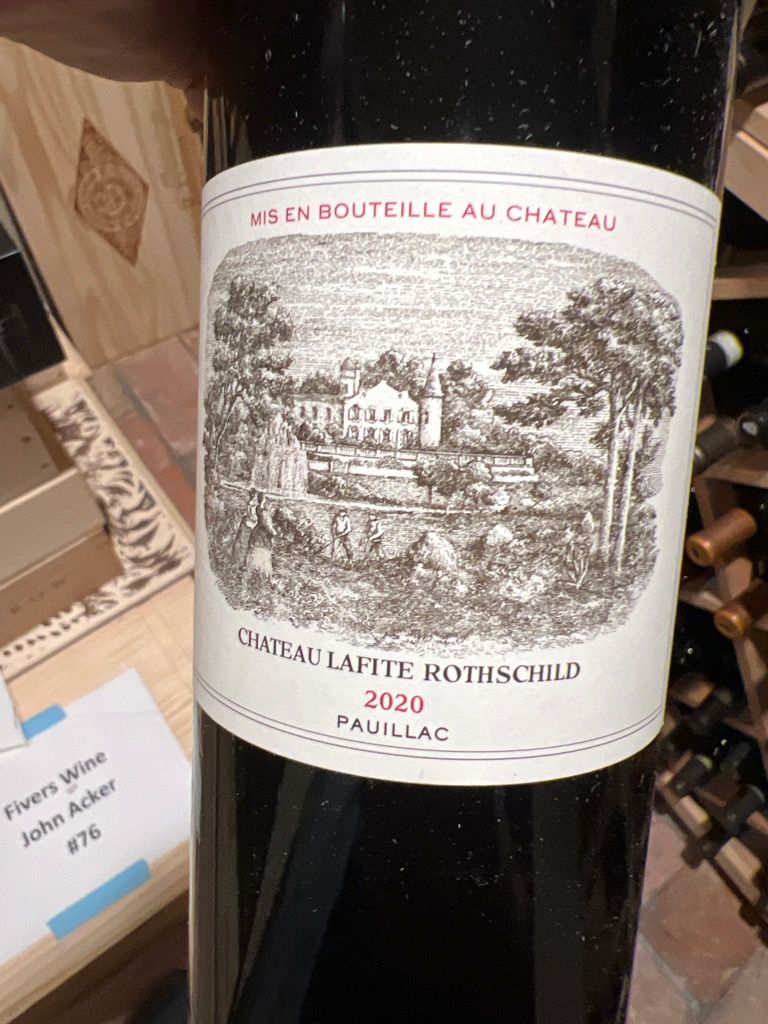 MIS EN BOUTEILLE AU CHATEAU
CHATEAU LAFITE ROTHSCHILD
2020
PAUILLAC
Fivers Wine
John Acker
#76